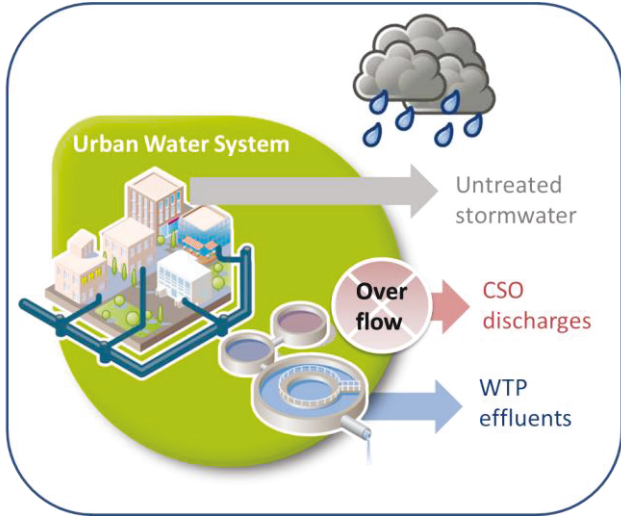 Urban Water System
Untreated
stormwater
Over
flow
CSO
discharges
WTP
effluents